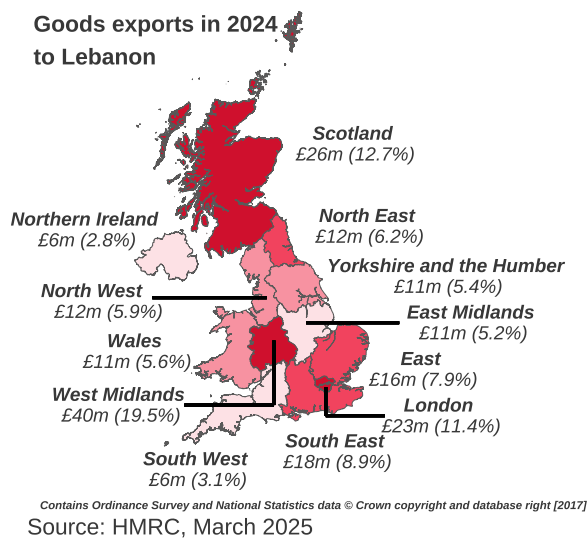 Goods exports in 2024
to Lebanon
Scotland
£26m (12.7%)
Northern Ireland
£6m (2.8%)
North East
£12m (6.2%)
Yorkshire and the Humber
£11m (5.4%)
North West
£12m (5.9%)
East Midlands
£11m (5.2%)
Wales
£11m (5.6%)
East
£16m (7.9%)
West Midlands
£40m (19.5%)
London
£23m (11.4%)
South East
£18m (8.9%)
South West
£6m (3.1%)
Contains Ordinance Survey and National Statistics data © Crown copyright and database right [2017]
Source: HMRC, March 2025